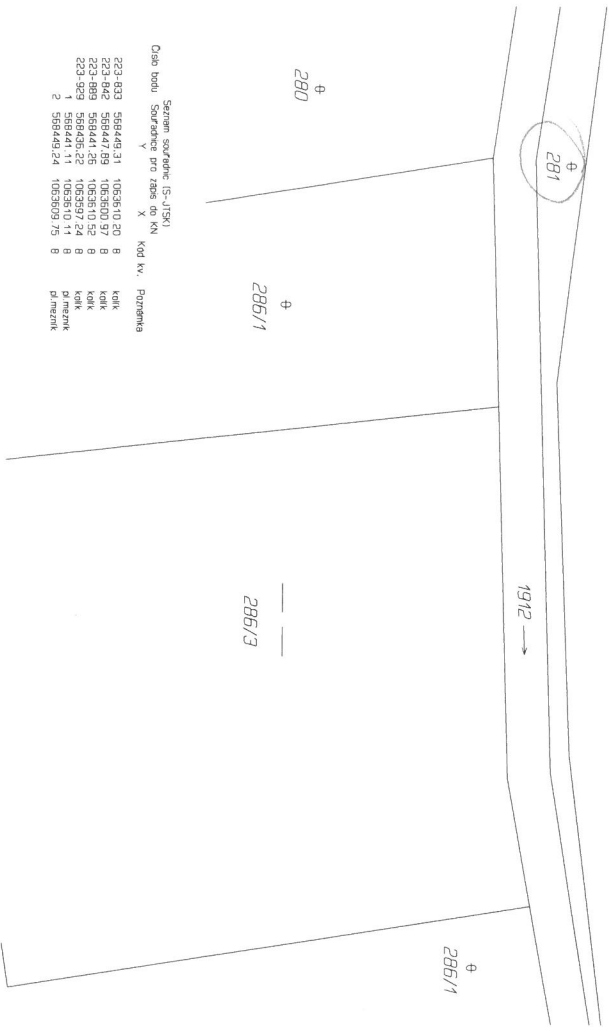 281
280
286/1
1912
286/3
286/1
Seznam souřadnic (S-JTSK)
Číslo bodu Souřadnice pro zápis do KN
Y X Kód kv. Poznámka
223-833 568449.31 1063610.20 8 kolík
223-842 568447.89 1063600.97 8 kolík
223-889 568441.26 1063610.52 8 kolík
223-929 568436.22 1063597.24 8 kolík
1 568441.11 1063610.11 8 pl.mezník
2 568449.24 1063609.75 8 pl.mezník